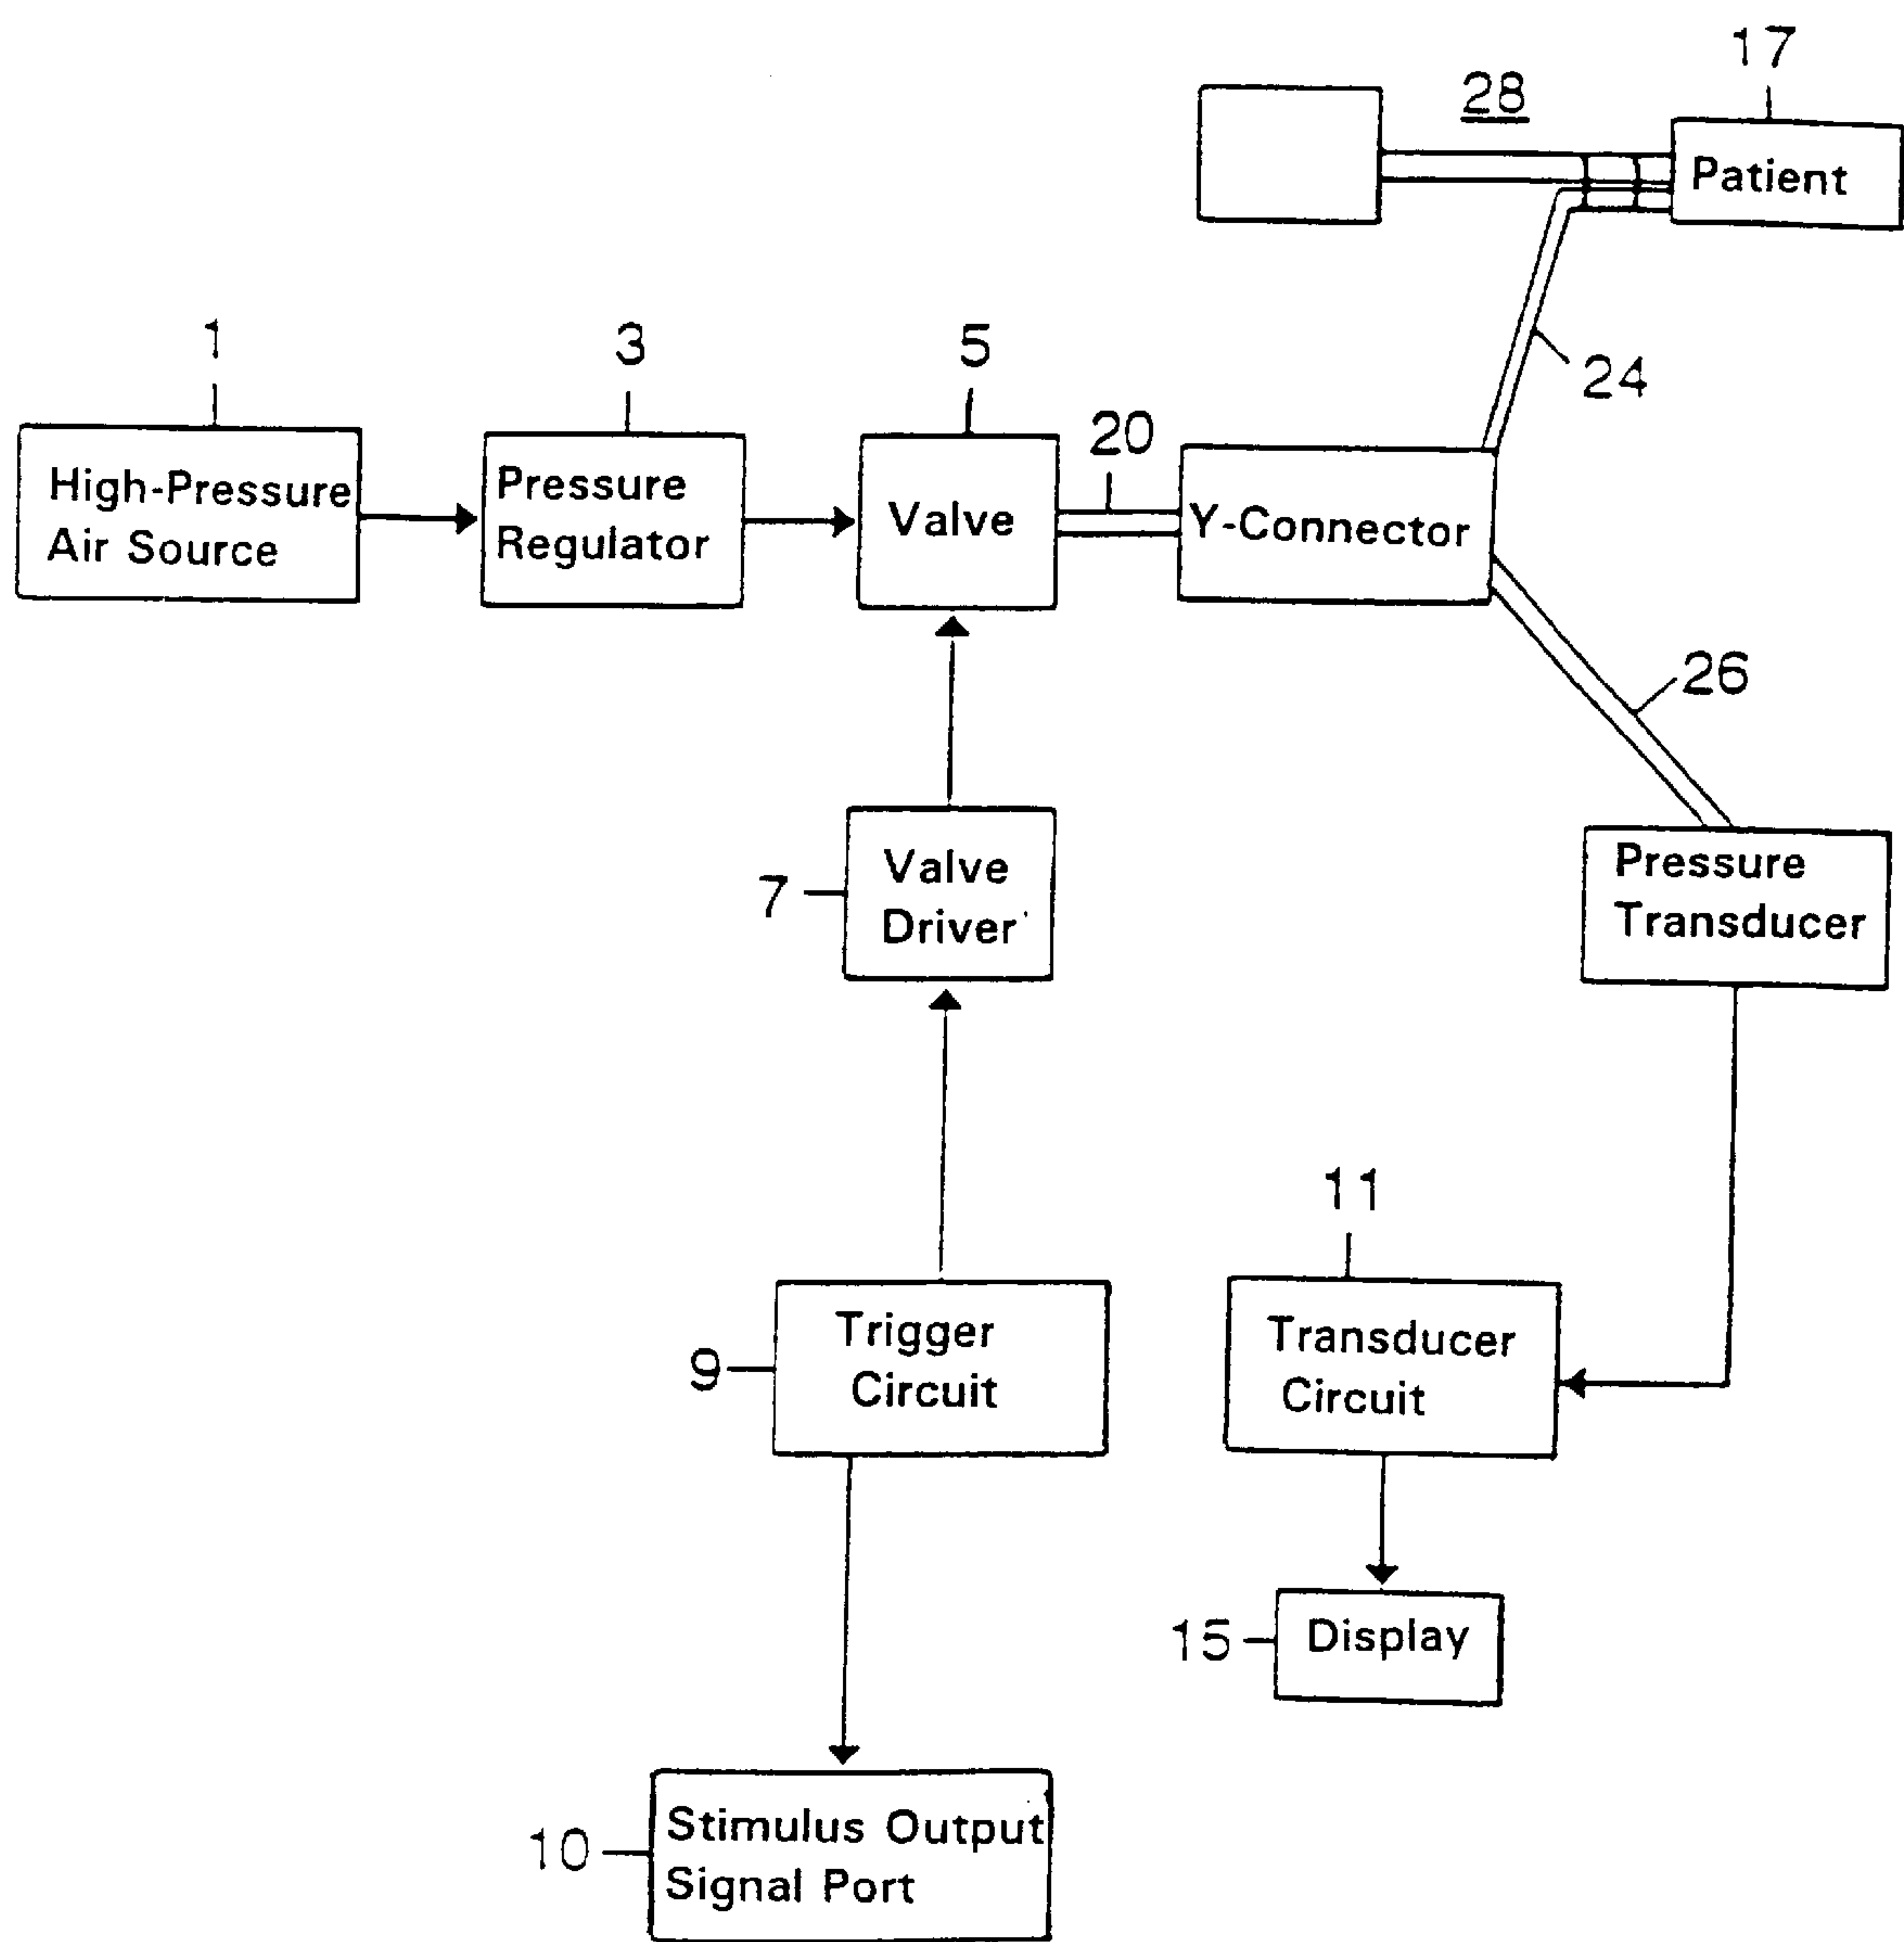 17
28
Patient
1
3
5
20
24
High-Pressure
Air Source
Pressure
Regulator
Valve
Y-Connector
26
7
Valve
Driver
Pressure
Transducer
11
9
Trigger
Circuit
Transducer
Circuit
15
Display
10
Stimulus Output
Signal Port